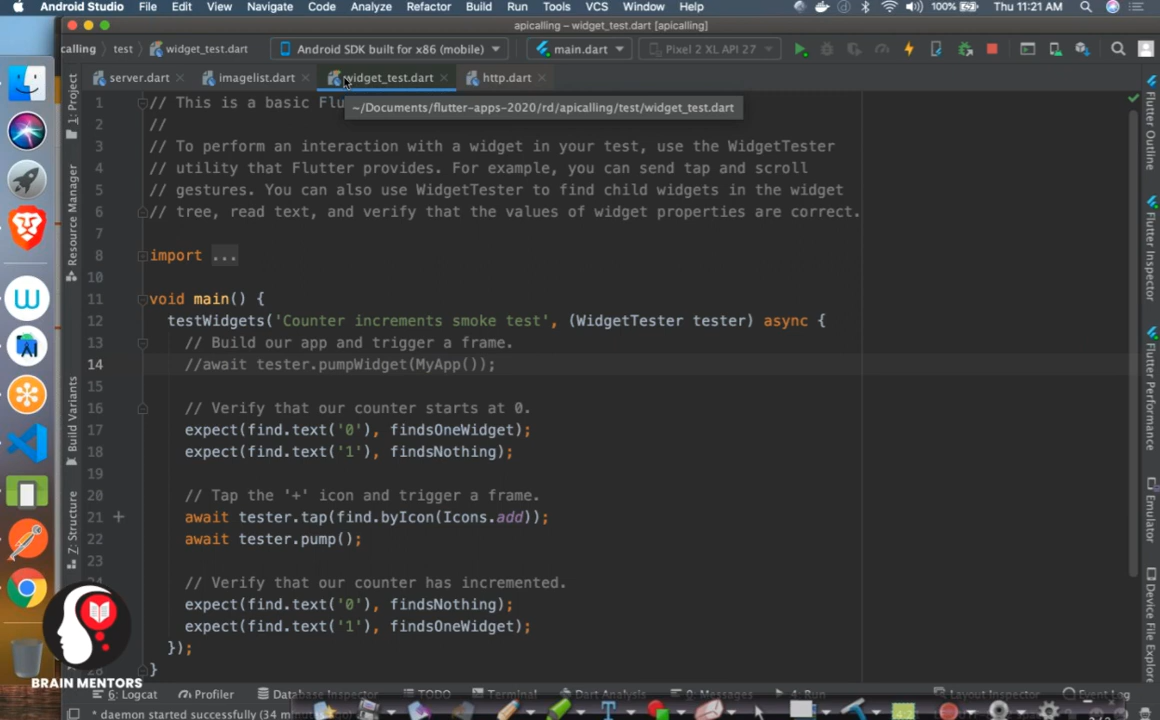 Android Studio File Edit View Navigate Code Analyze Refactor Build Run Tools VCS Window Help 100% Thu 11:21 AM
apicalling – widget_test.dart [apicalling]
calling test widget_test.dart Android SDK built for x86 (mobile) main.dart Pixel 2 XL API 27
server.dart imagelist.dart widget_test.dart http.dart
~/Documents/flutter-apps-2020/rd/apicalling/test/widget_test.dart
1 // This is a basic Flu
2 //
3 // To perform an interaction with a widget in your test, use the WidgetTester
4 // utility that Flutter provides. For example, you can send tap and scroll
5 // gestures. You can also use WidgetTester to find child widgets in the widget
6 // tree, read text, and verify that the values of widget properties are correct.
7
8 import ...
10
11 void main() {
12 testWidgets('Counter increments smoke test', (WidgetTester tester) async {
13 // Build our app and trigger a frame.
14 //await tester.pumpWidget(MyApp());
15
16 // Verify that our counter starts at 0.
17 expect(find.text('0'), findsOneWidget);
18 expect(find.text('1'), findsNothing);
19
20 // Tap the '+' icon and trigger a frame.
21 await tester.tap(find.byIcon(Icons.add));
22 await tester.pump();
23
// Verify that our counter has incremented.
expect(find.text('0'), findsNothing);
expect(find.text('1'), findsOneWidget);
});
}
1: Project
Resource Manager
Build Variants
Z: Structure
Flutter Outline
Flutter Inspector
Flutter Performance
Emulator
Device File Explorer
BRAIN MENTORS
6: Logcat Profiler Database Inspector TODO Terminal Dart Analysis 0: Messages 4: Run Layout Inspector Event Log
* daemon started successfully (34 minutes ago)